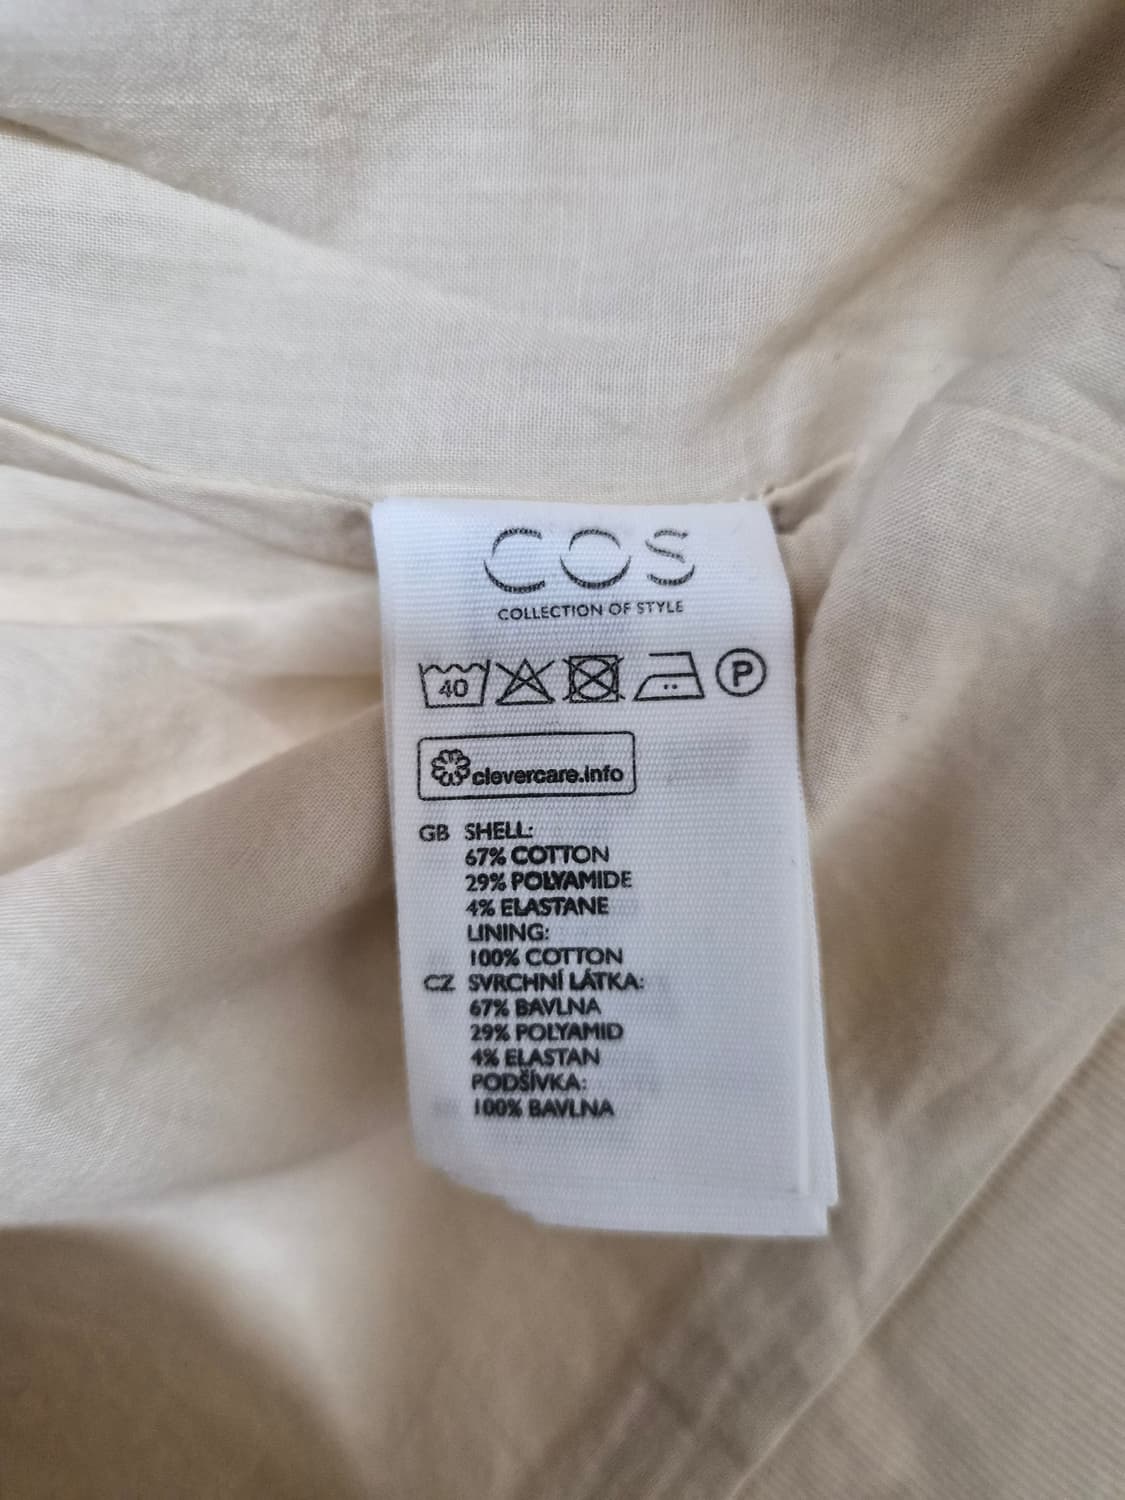 COS
COLLECTION OF STYLE
40 P
clevercare.info
GB SHELL:
67% COTTON
29% POLYAMIDE
4% ELASTANE
LINING:
100% COTTON
CZ SVRCHNÍ LÁTKA:
67% BAVLNA
29% POLYAMID
4% ELASTAN
PODŠÍVKA:
100% BAVLNA